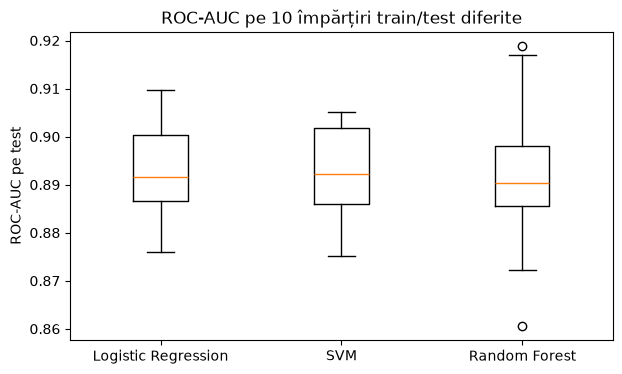 ROC-AUC pe 10 împărțiri train/test diferite
ROC-AUC pe test
0.92
0.91
0.90
0.89
0.88
0.87
0.86
Logistic Regression
SVM
Random Forest